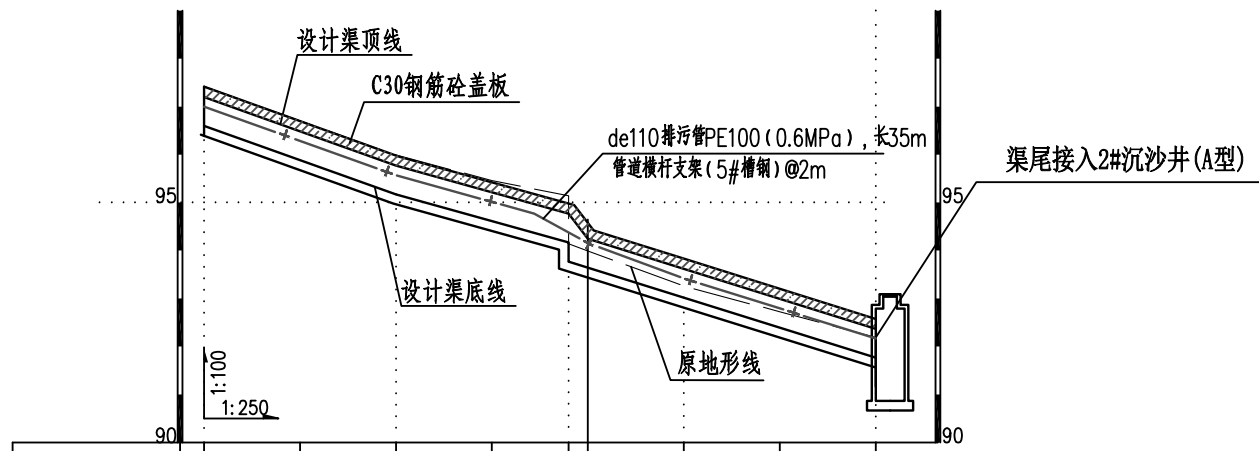 设计渠顶线
C30钢筋砼盖板
de110排污管PE100(0.6MPa)，长35m
管道横杆支架(5#槽钢)@2m
渠尾接入2#沉沙井(A型)
95
95
设计渠底线
原地形线
1:100
1:250
90
90